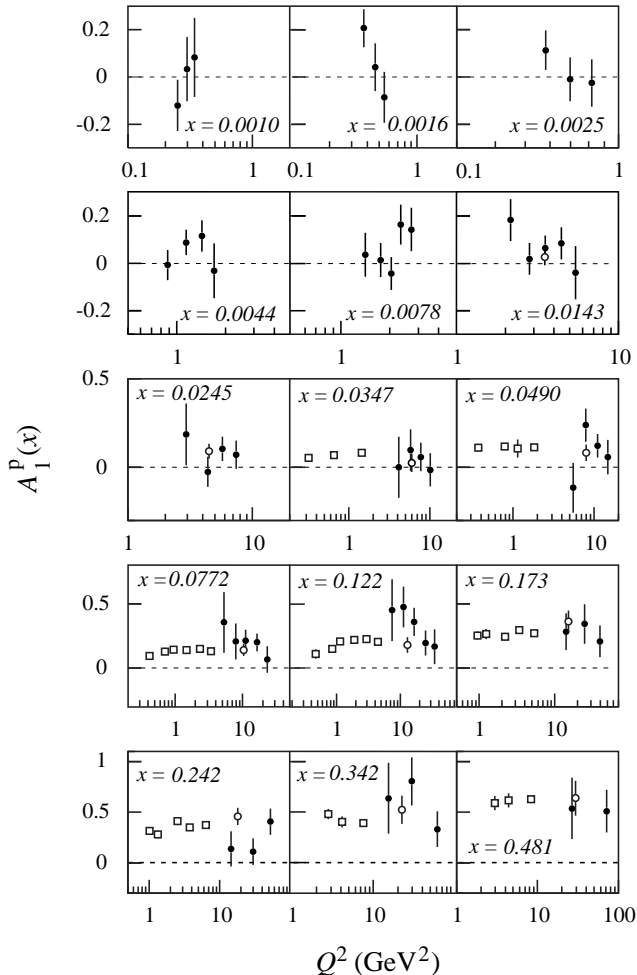 0.2
0
-0.2
x = 0.0010
x = 0.0016
x = 0.0025
0.1 1 0.1 1 0.1 1
0.2
0
-0.2
x = 0.0044
x = 0.0078
x = 0.0143
1 1 1 10
A₁ᵖ(x)
0.5
0
x = 0.0245
x = 0.0347
x = 0.0490
1 10 1 10 1 10
0.5
0
x =0.0772
x = 0.122
x = 0.173
1 10 1 10 1 10
1
0.5
0
x = 0.242
x = 0.342
x = 0.481
1 10 1 10 1 10 100
Q² (GeV²)